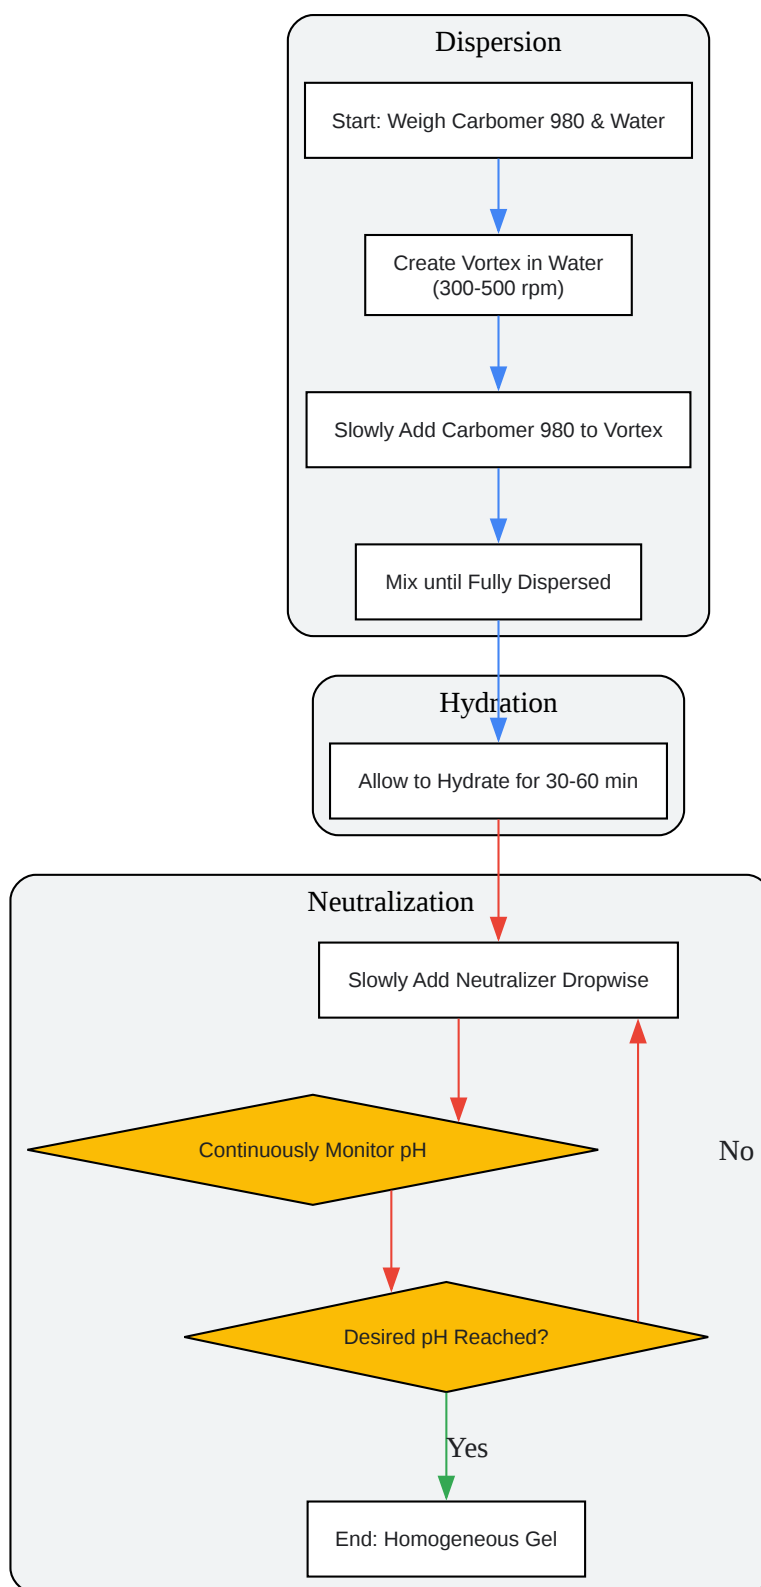 Dispersion
Start: Weigh Carbomer 980 & Water
Create Vortex in Water
(300-500 rpm)
Slowly Add Carbomer 980 to Vortex
Mix until Fully Dispersed
Hydration
Allow to Hydrate for 30-60 min
Neutralization
Slowly Add Neutralizer Dropwise
Continuously Monitor pH
No
Desired pH Reached?
Yes
End: Homogeneous Gel